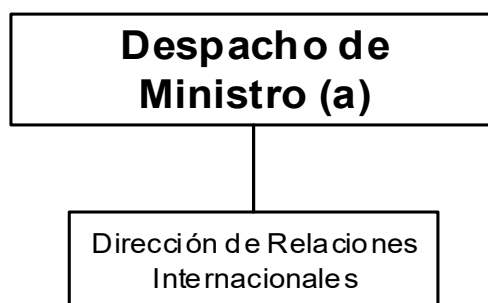 Despacho de
Ministro (a)
Dirección de Relaciones
Internacionales